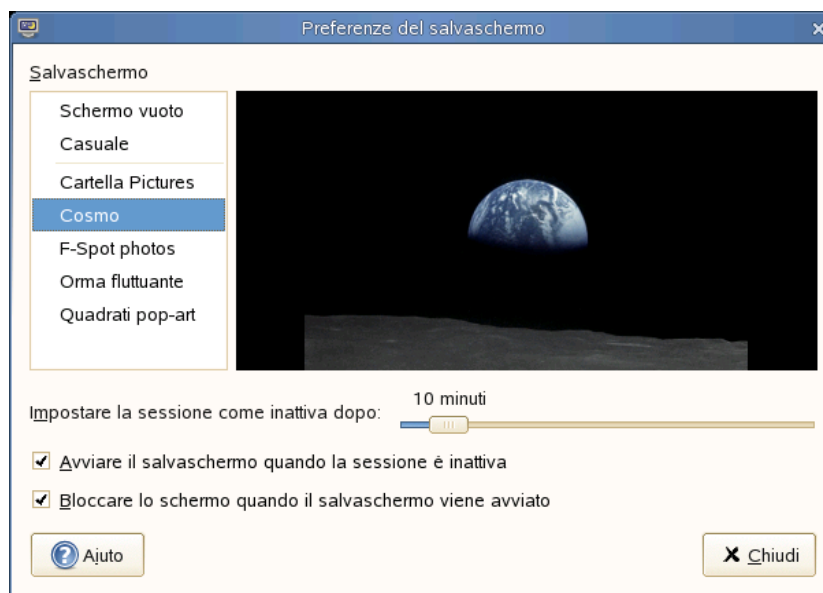 Preferenze del salvaschermo
Salvaschermo
Schermo vuoto
Casuale
Cartella Pictures
Cosmo
F-Spot photos
Orma fluttuante
Quadrati pop-art
10 minuti
Impostare la sessione come inattiva dopo:
Avviare il salvaschermo quando la sessione è inattiva
Bloccare lo schermo quando il salvaschermo viene avviato
Aiuto
Chiudi